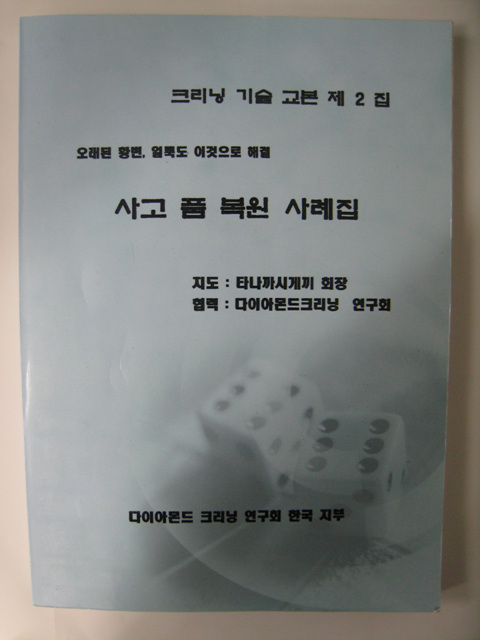 크리닝 기술 교본 제 2 집
오래된 황변, 얼룩도 이것으로 해결
사고 품 복원 사례집
지도 : 타나까시게끼 회장
협력 : 다이아몬드크리닝 연구회
다이아몬드 크리닝 연구회 한국 지부